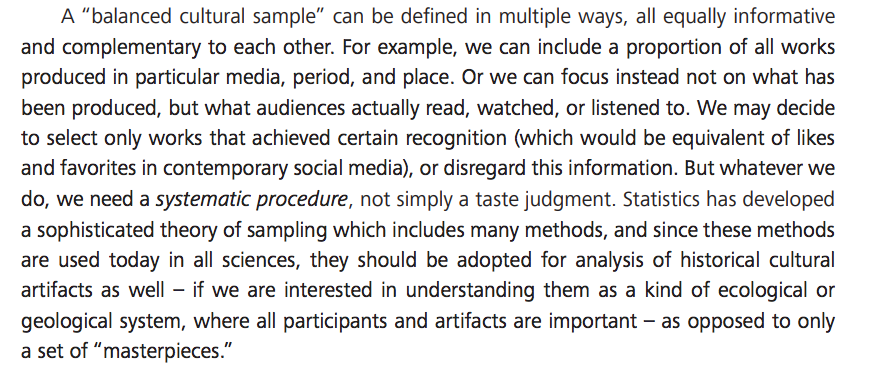 A “balanced cultural sample” can be defined in multiple ways, all equally informative
and complementary to each other. For example, we can include a proportion of all works
produced in particular media, period, and place. Or we can focus instead not on what has
been produced, but what audiences actually read, watched, or listened to. We may decide
to select only works that achieved certain recognition (which would be equivalent of likes
and favorites in contemporary social media), or disregard this information. But whatever we
do, we need a systematic procedure, not simply a taste judgment. Statistics has developed
a sophisticated theory of sampling which includes many methods, and since these methods
are used today in all sciences, they should be adopted for analysis of historical cultural
artifacts as well – if we are interested in understanding them as a kind of ecological or
geological system, where all participants and artifacts are important – as opposed to only
a set of “masterpieces.”